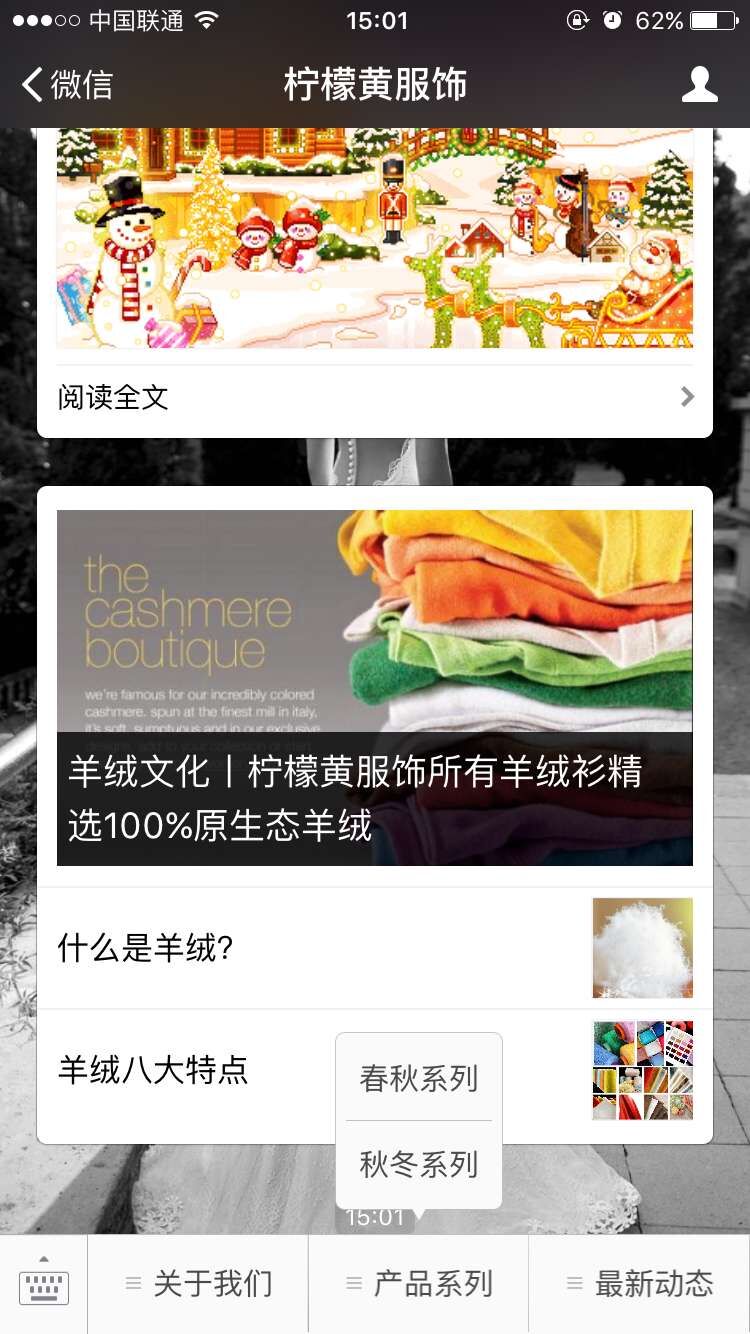 中国联通
15:01
62%
微信
柠檬黄服饰
阅读全文
the
cashmere
boutique
we're famous for our incredibly colored
cashmere. spun at the finest mill in italy,
it's soft, sumptuous and in our exclusive
羊绒文化丨柠檬黄服饰所有羊绒衫精
选100%原生态羊绒
什么是羊绒?
羊绒八大特点
春秋系列
秋冬系列
15:01
关于我们
产品系列
最新动态